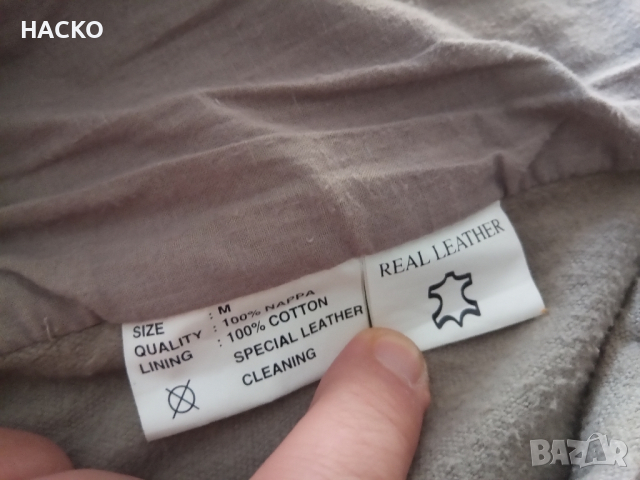 HACKO
SIZE : M
QUALITY : 100% NAPPA
LINING : 100% COTTON
SPECIAL LEATHER
CLEANING
REAL LEATHER
BAZAR